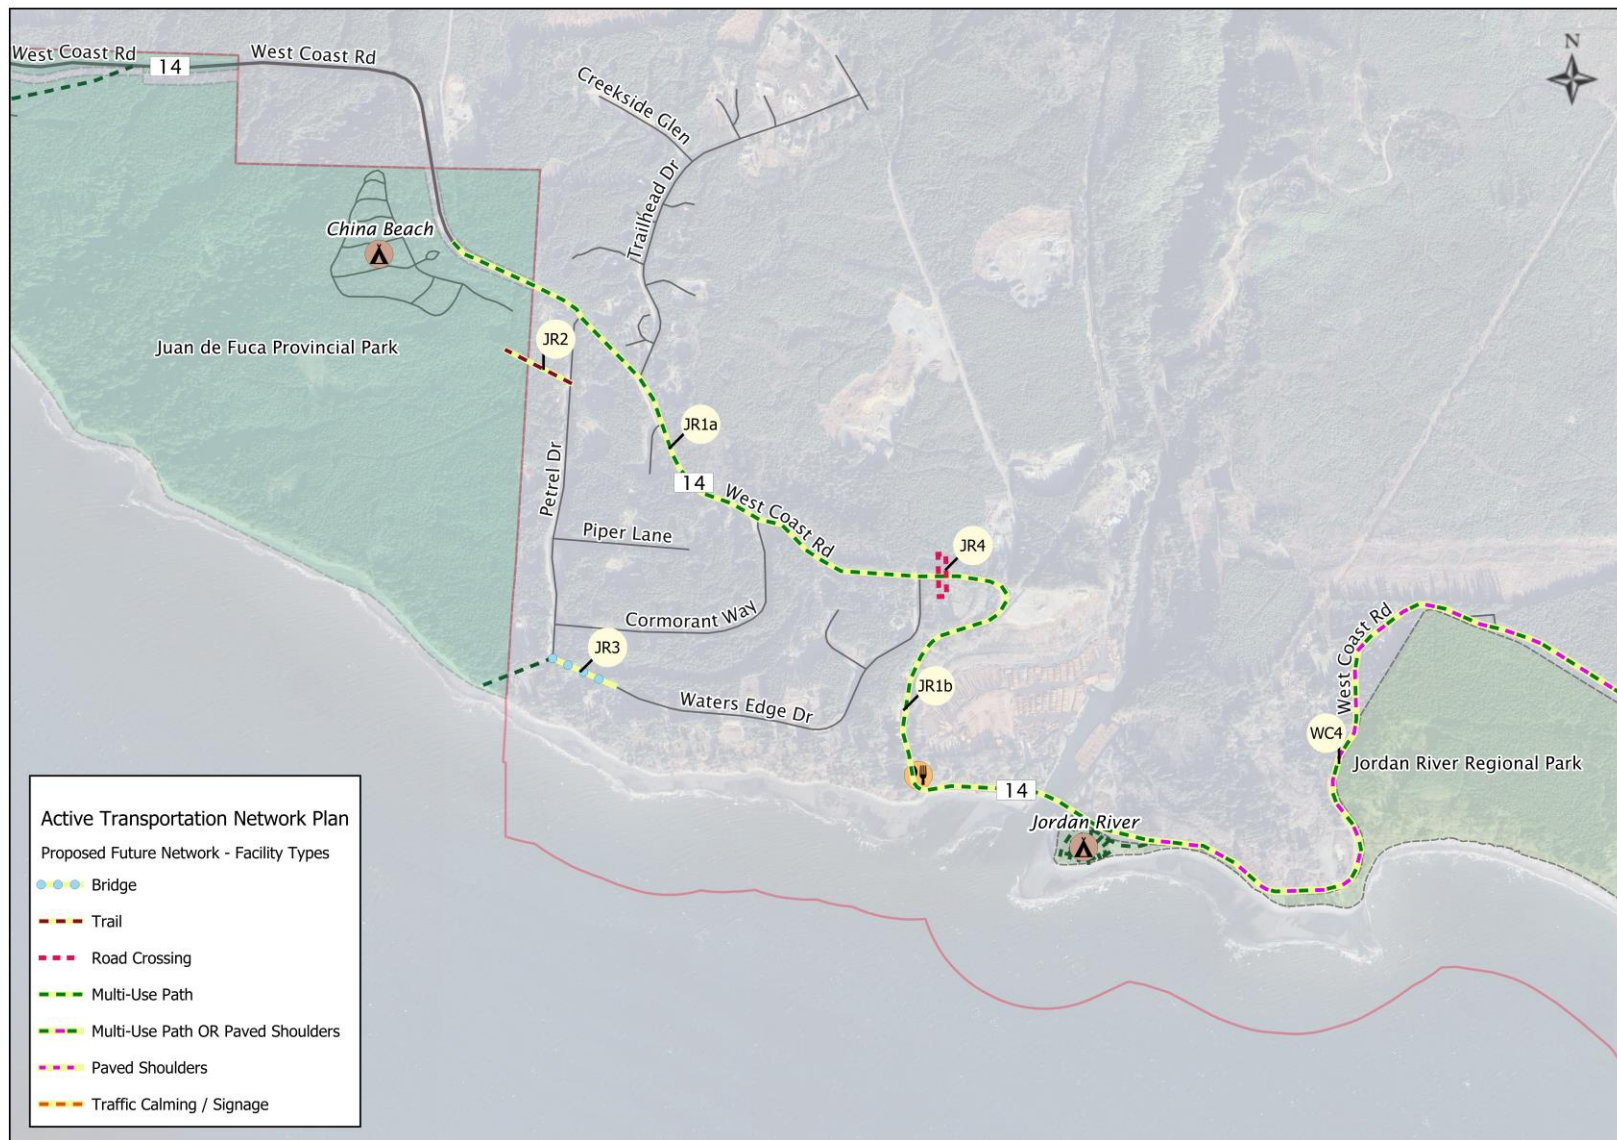 West Coast Rd
14
West Coast Rd
N
Creekside Glen
Trailhead Dr
China Beach
JR2
Juan de Fuca Provincial Park
JR1a
Petrel Dr
14
West Coast Rd
Piper Lane
JR4
Cormorant Way
West Coast Rd
JR3
JR1b
Waters Edge Dr
WC4
Jordan River Regional Park
14
Jordan River
Active Transportation Network Plan
Proposed Future Network - Facility Types
Bridge
Trail
Road Crossing
Multi-Use Path
Multi-Use Path OR Paved Shoulders
Paved Shoulders
Traffic Calming / Signage